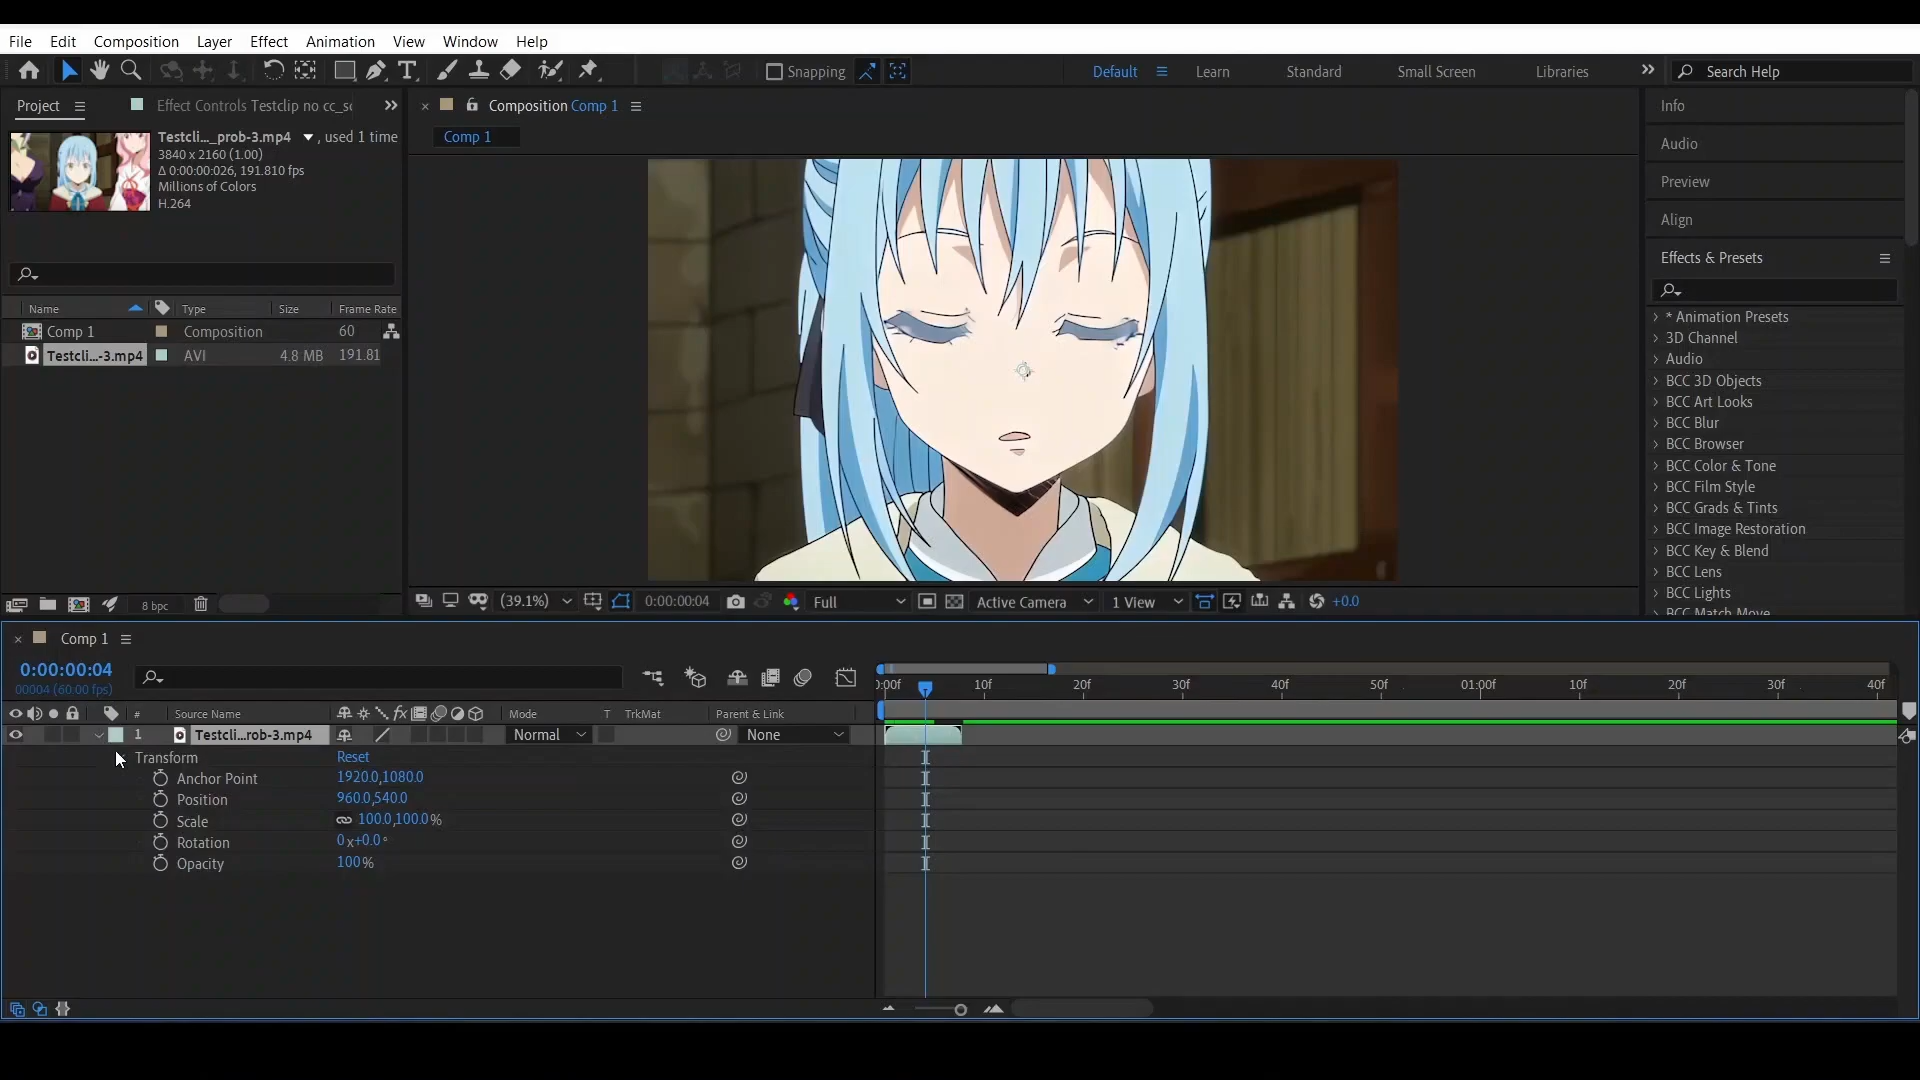 File Edit Composition Layer Effect Animation View Window Help
Snapping Default Learn Standard Small Screen Libraries Search Help
Project Effect Controls Testclip no cc_sc
Composition Comp 1
Info
Testcli..._prob-3.mp4 , used 1 time
3840 x 2160 (1.00)
Δ 0:00:00:026, 191.810 fps
Millions of Colors
H.264
Comp 1
Audio
Preview
Align
Effects & Presets
Name Type Size Frame Rate
Comp 1 Composition 60
Testcli...-3.mp4 AVI 4.8 MB 191.81
* Animation Presets
3D Channel
Audio
BCC 3D Objects
BCC Art Looks
BCC Blur
BCC Browser
BCC Color & Tone
BCC Film Style
BCC Grads & Tints
BCC Image Restoration
BCC Key & Blend
BCC Lens
BCC Lights
BCC Match Move
8 bpc
(39.1%) 0:00:00:04 Full Active Camera 1 View +0.0
Comp 1
0:00:00:04
00004 (60.00 fps)
0:00f 10f 20f 30f 40f 50f 01:00f 10f 20f 30f 40f
# Source Name fx Mode T TrkMat Parent & Link
1 Testcli...rob-3.mp4 Normal None
Transform Reset
Anchor Point 1920.0,1080.0
Position 960.0,540.0
Scale 100.0,100.0%
Rotation 0x+0.0°
Opacity 100%